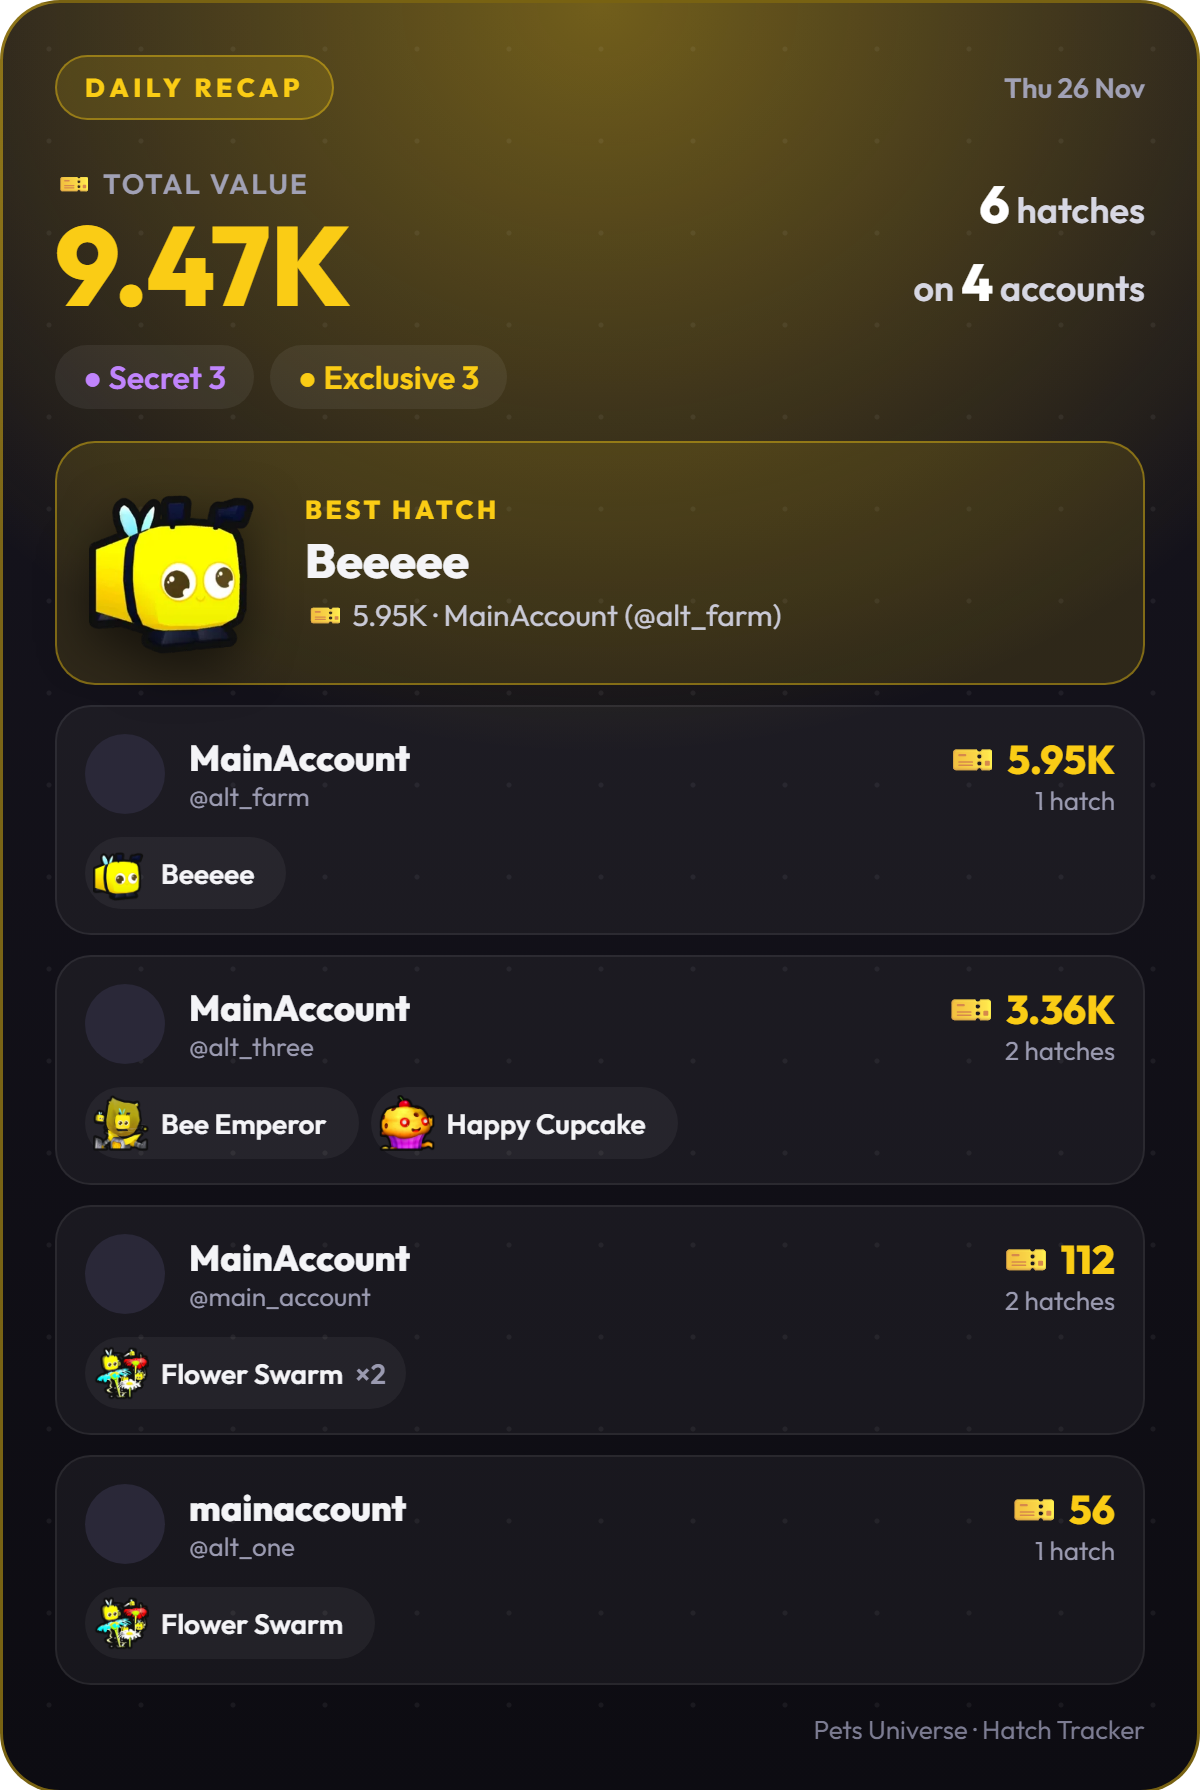 DAILY RECAP
Thu 26 Nov
TOTAL VALUE
9.47K
6 hatches
on 4 accounts
Secret 3
Exclusive 3
BEST HATCH
Beeeee
5.95K · MainAccount (@alt_farm)
MainAccount
@alt_farm
5.95K
1 hatch
Beeeee
MainAccount
@alt_three
3.36K
2 hatches
Bee Emperor
Happy Cupcake
MainAccount
@main_account
112
2 hatches
Flower Swarm ×2
mainaccount
@alt_one
56
1 hatch
Flower Swarm
Pets Universe · Hatch Tracker